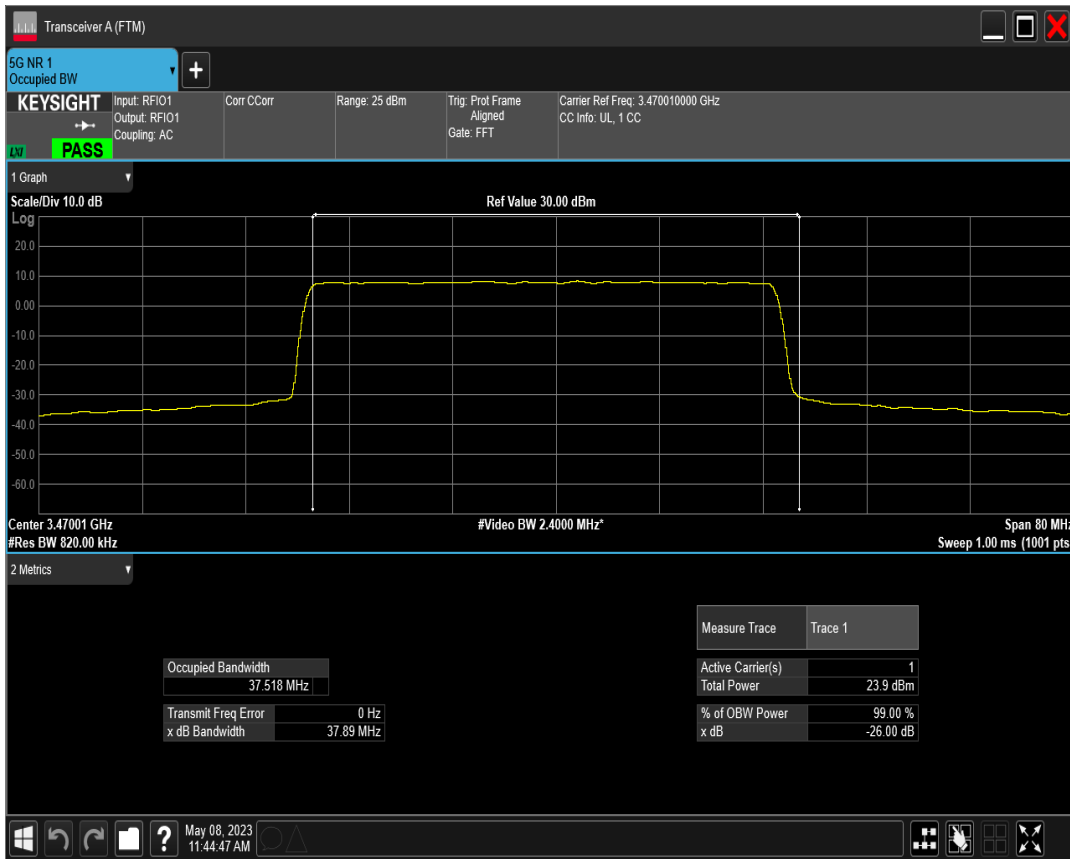 Transceiver A (FTM)
5G NR 1
Occupied BW
+
KEYSIGHT
LXI
PASS
Input: RFIO1
Output: RFIO1
Coupling: AC
Corr CCorr
Range: 25 dBm
Trig: Prot Frame
Aligned
Gate: FFT
Carrier Ref Freq: 3.470010000 GHz
CC Info: UL, 1 CC
1 Graph
Scale/Div 10.0 dB
Ref Value 30.00 dBm
Log
20.0
10.0
0.00
-10.0
-20.0
-30.0
-40.0
-50.0
-60.0
Center 3.47001 GHz
#Video BW 2.4000 MHz*
Span 80 MHz
#Res BW 820.00 kHz
Sweep 1.00 ms (1001 pts
2 Metrics
Measure Trace Trace 1
Occupied Bandwidth
37.518 MHz
Active Carrier(s) 1
Total Power 23.9 dBm
Transmit Freq Error 0 Hz
x dB Bandwidth 37.89 MHz
% of OBW Power 99.00 %
x dB -26.00 dB
?
May 08, 2023
11:44:47 AM